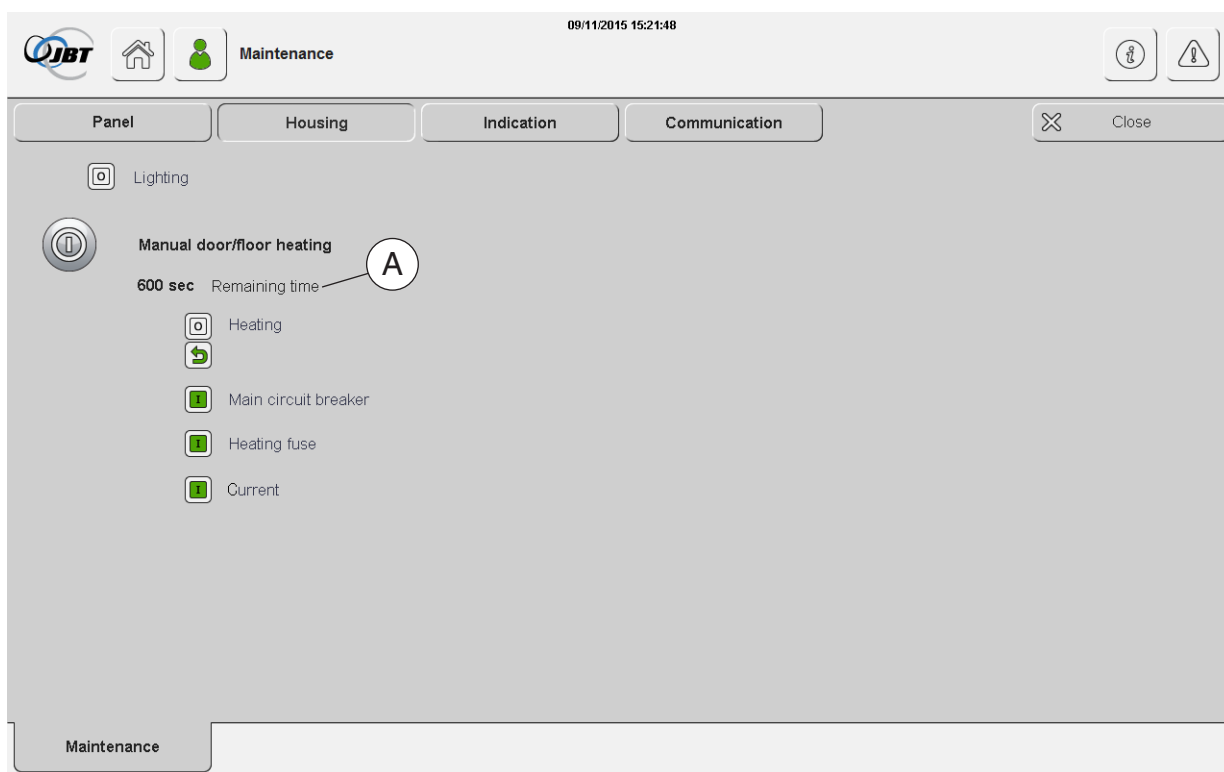 09/11/2015 15:21:48
JBT
Maintenance
Panel
Housing
Indication
Communication
Close
O Lighting
Manual door/floor heating
A
600 sec Remaining time
O Heating
I Main circuit breaker
I Heating fuse
I Current
Maintenance